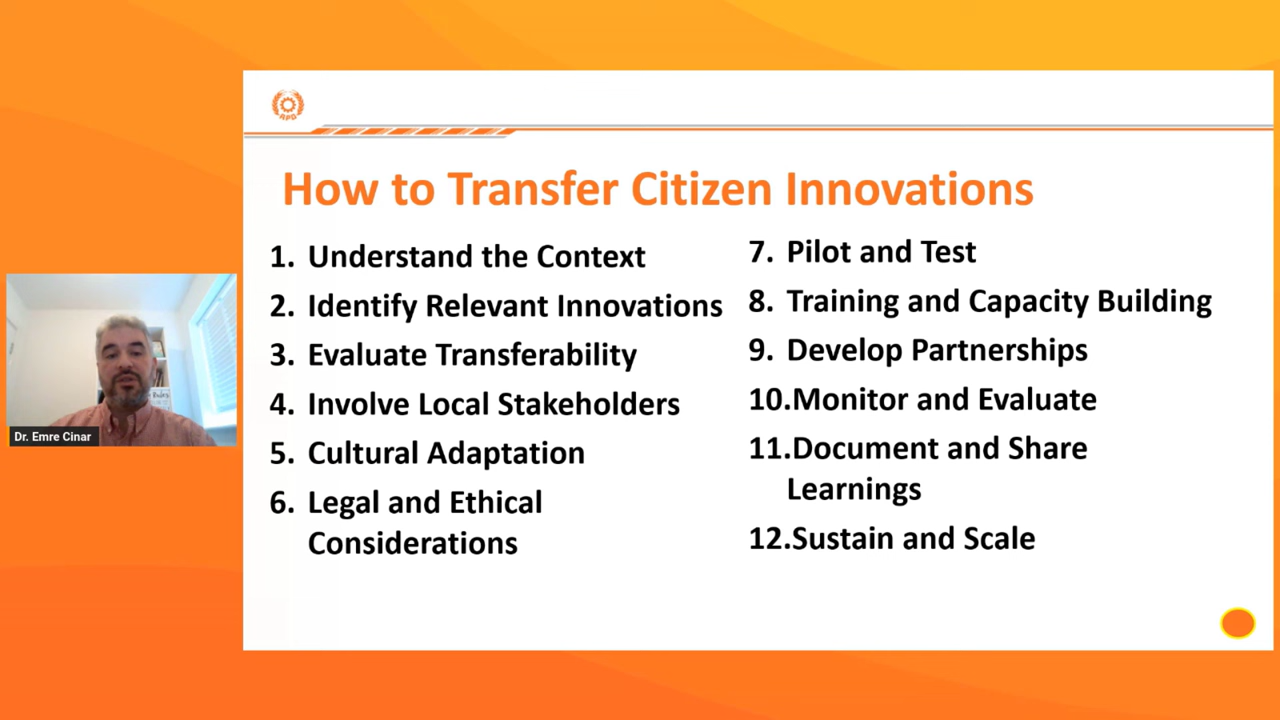 APO
How to Transfer Citizen Innovations
1. Understand the Context
2. Identify Relevant Innovations
3. Evaluate Transferability
4. Involve Local Stakeholders
5. Cultural Adaptation
6. Legal and Ethical
Considerations
7. Pilot and Test
8. Training and Capacity Building
9. Develop Partnerships
10.Monitor and Evaluate
11.Document and Share
Learnings
12.Sustain and Scale
Dr. Emre Cinar